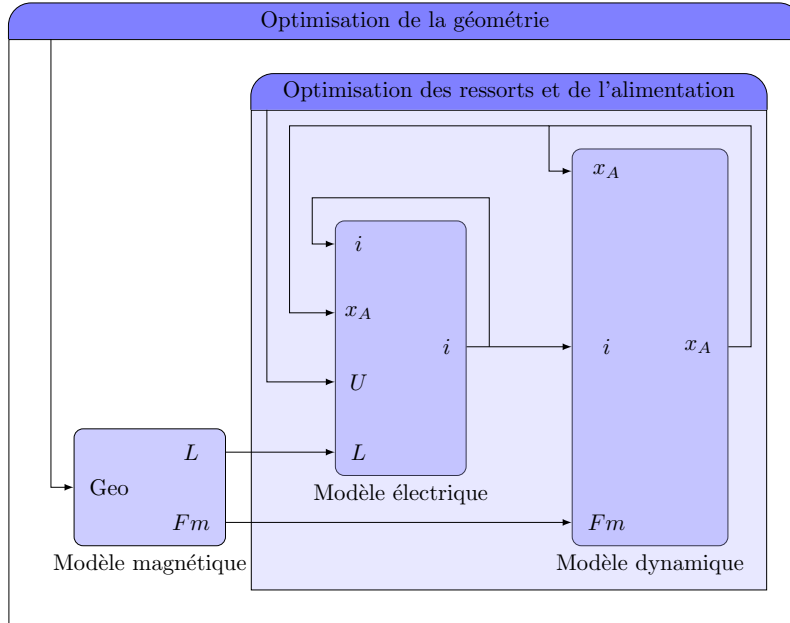 Optimisation de la géométrie
Optimisation des ressorts et de l'alimentation
x_A
i
x_A
i
i
x_A
U
L
L
Geo
Modèle électrique
Fm
Fm
Modèle magnétique
Modèle dynamique